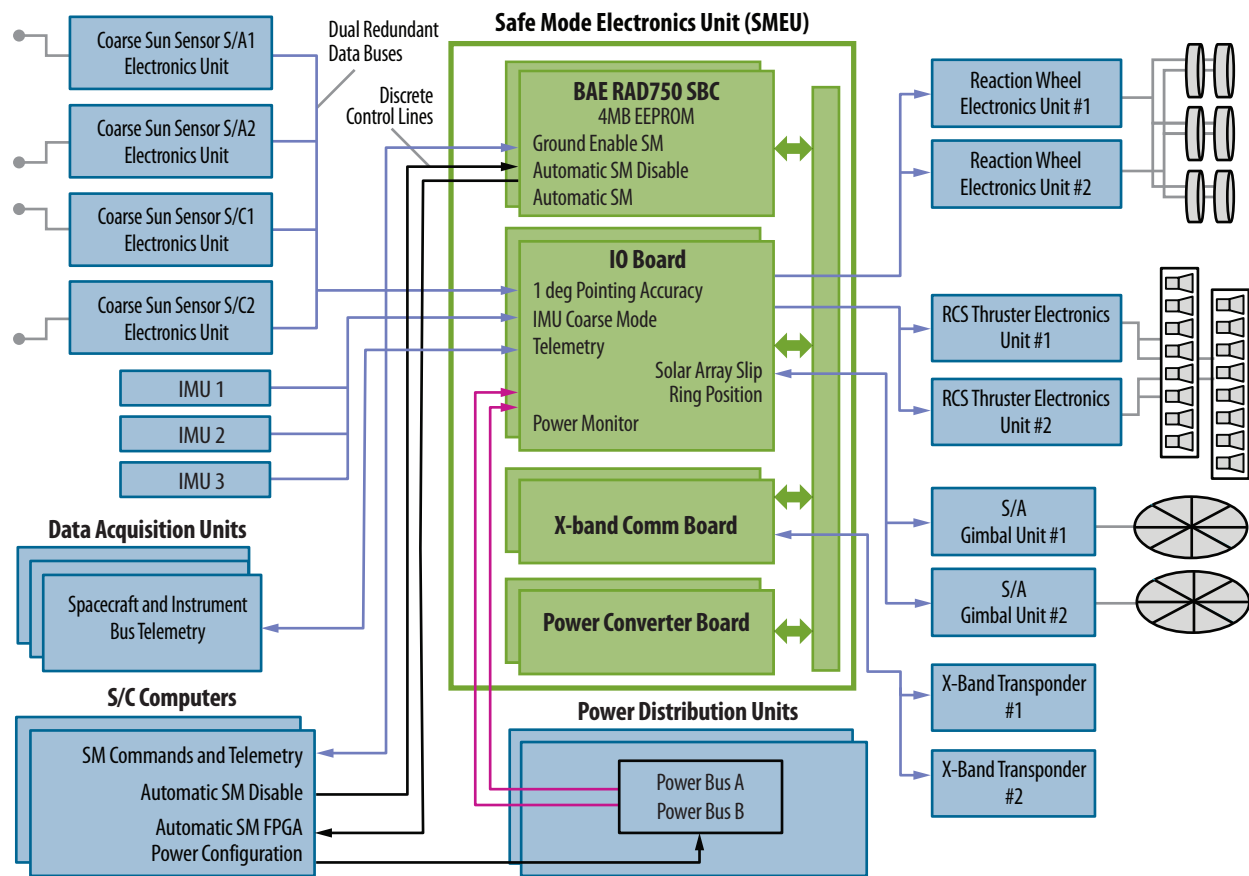 Safe Mode Electronics Unit (SMEU)
Coarse Sun Sensor S/A1
Electronics Unit
Coarse Sun Sensor S/A2
Electronics Unit
Coarse Sun Sensor S/C1
Electronics Unit
Coarse Sun Sensor S/C2
Electronics Unit
IMU 1
IMU 2
IMU 3
Dual Redundant
Data Buses
Discrete
Control Lines
Data Acquisition Units
Spacecraft and Instrument
Bus Telemetry
S/C Computers
SM Commands and Telemetry
Automatic SM Disable
Automatic SM FPGA
Power Configuration
BAE RAD750 SBC
4MB EEPROM
Ground Enable SM
Automatic SM Disable
Automatic SM
IO Board
1 deg Pointing Accuracy
IMU Coarse Mode
Telemetry
Solar Array Slip
Ring Position
Power Monitor
X-band Comm Board
Power Converter Board
Power Distribution Units
Power Bus A
Power Bus B
Reaction Wheel
Electronics Unit #1
Reaction Wheel
Electronics Unit #2
RCS Thruster Electronics
Unit #1
RCS Thruster Electronics
Unit #2
S/A
Gimbal Unit #1
S/A
Gimbal Unit #2
X-Band Transponder
#1
X-Band Transponder
#2